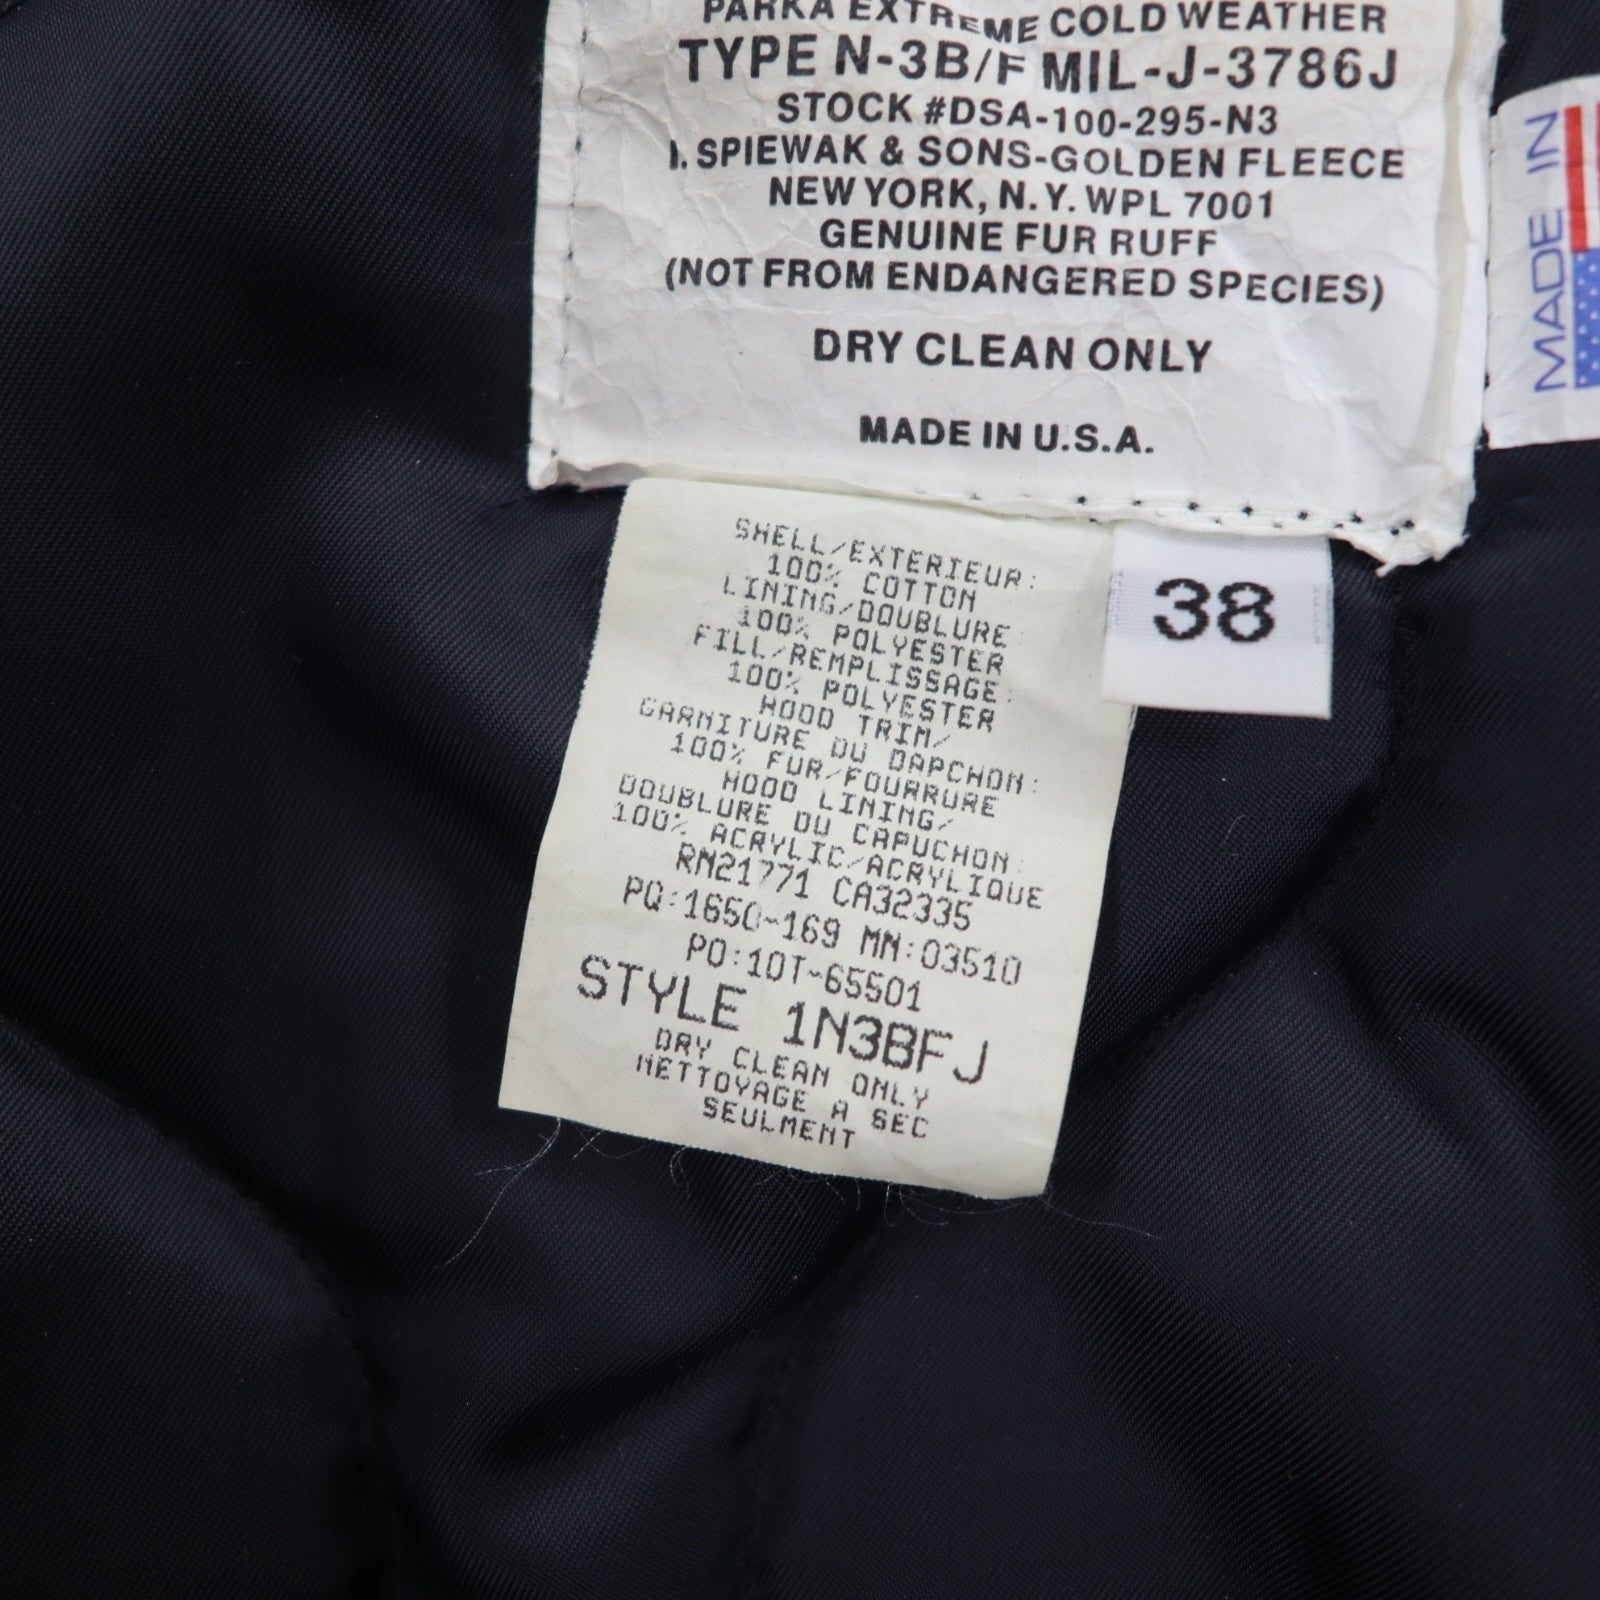 PARKA EXTREME COLD WEATHER
TYPE N-3B/F MIL-J-3786J
STOCK #DSA-100-295-N3
I. SPIEWAK & SONS-GOLDEN FLEECE
NEW YORK, N.Y. WPL 7001
GENUINE FUR RUFF
(NOT FROM ENDANGERED SPECIES)
DRY CLEAN ONLY
MADE IN U.S.A.
MADE IN
38
SHELL/EXTERIEUR:
100% COTTON
LINING/DOUBLURE
100% POLYESTER
FILL/REMPLISSAGE:
100% POLYESTER
HOOD TRIM/
GARNITURE DU DAPCHON:
100% FUR/FOURRURE
HOOD LINING/
DOUBLURE DU CAPUCHON:
100% ACRYLIC/ACRYLIQUE
RN21771 CA32335
PQ:1650-169 MN:03510
PO:10T-65501
STYLE 1N3BFJ
DRY CLEAN ONLY
NETTOYAGE A SEC
SEULMENT